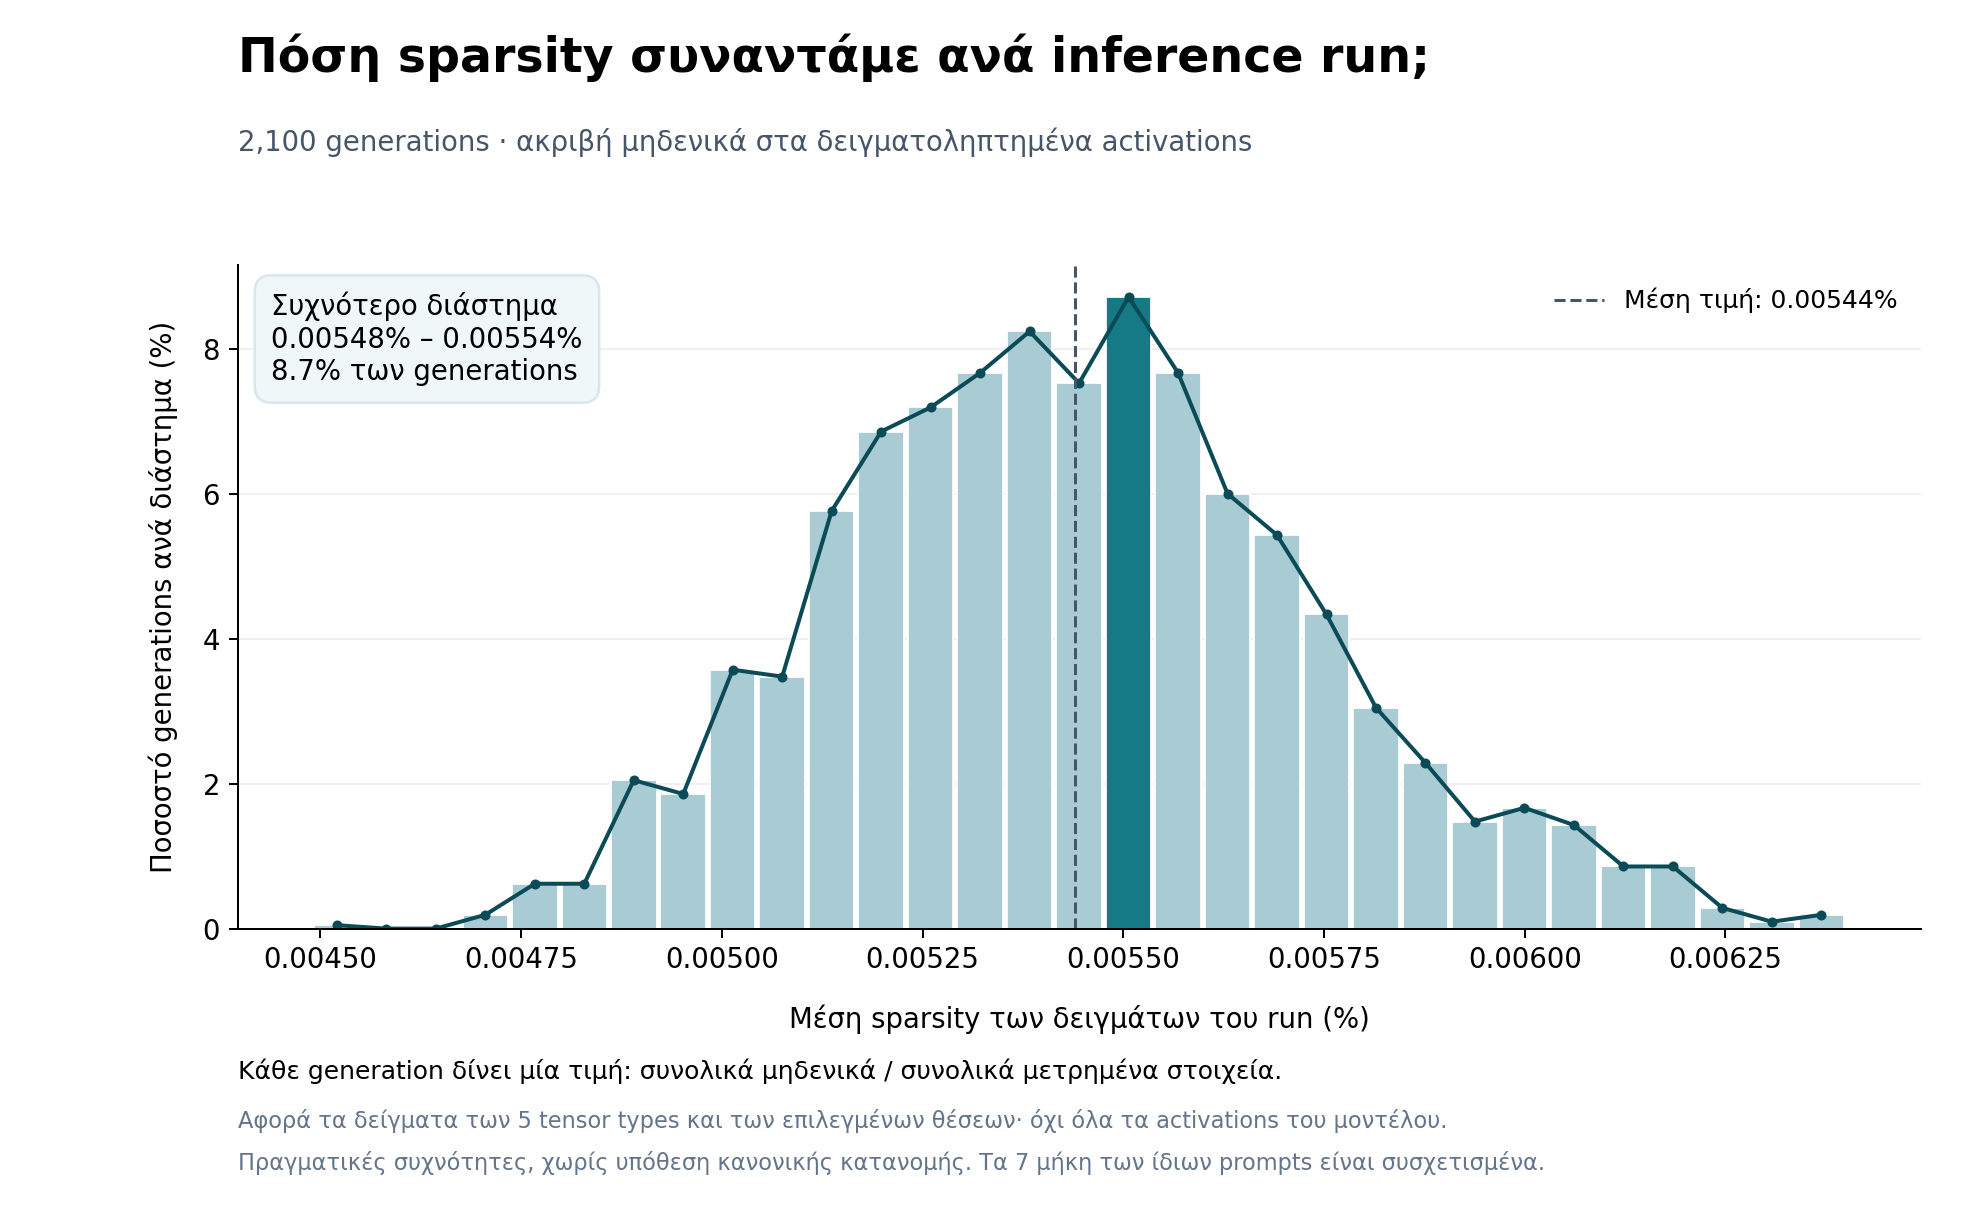 Πόση sparsity συναντάμε ανά inference run;
2,100 generations · ακριβή μηδενικά στα δειγματοληπτημένα activations
Συχνότερο διάστημα
0.00548% – 0.00554%
8.7% των generations
Μέση τιμή: 0.00544%
Ποσοστό generations ανά διάστημα (%)
8
6
4
2
0
0.00450 0.00475 0.00500 0.00525 0.00550 0.00575 0.00600 0.00625
Μέση sparsity των δειγμάτων του run (%)
Κάθε generation δίνει μία τιμή: συνολικά μηδενικά / συνολικά μετρημένα στοιχεία.
Αφορά τα δείγματα των 5 tensor types και των επιλεγμένων θέσεων· όχι όλα τα activations του μοντέλου.
Πραγματικές συχνότητες, χωρίς υπόθεση κανονικής κατανομής. Τα 7 μήκη των ίδιων prompts είναι συσχετισμένα.